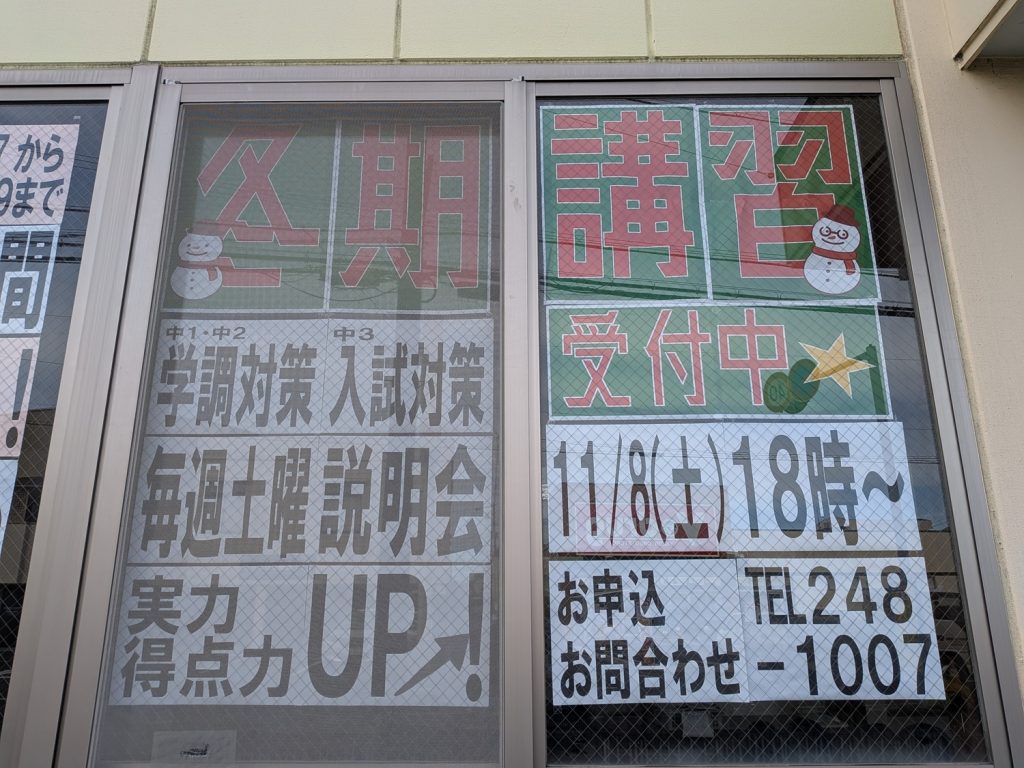 から
まで
間
!
冬期講習
受付中
中1・中2 中3
学調対策 入試対策
毎週土曜説明会 11/8(土)18時~
実力
得点力 UP!
お申込
お問合わせ
TEL248
-1007